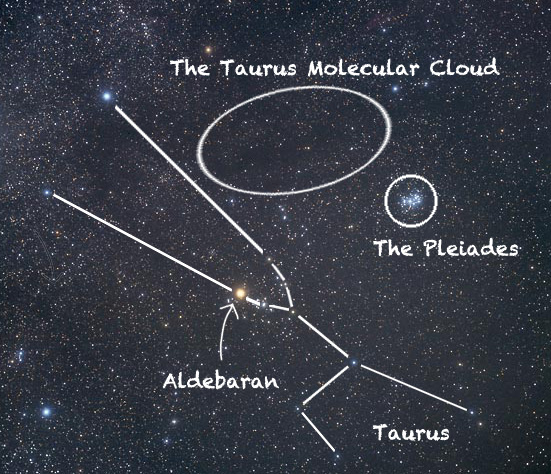 The Taurus Molecular Cloud
The Pleiades
Aldebaran
Taurus